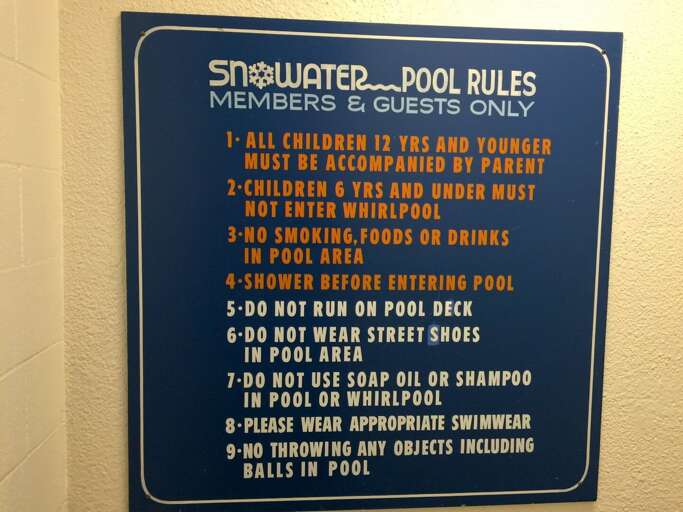 SNOWATER POOL RULES
MEMBERS & GUESTS ONLY
1· ALL CHILDREN 12 YRS AND YOUNGER
MUST BE ACCOMPANIED BY PARENT
2· CHILDREN 6 YRS AND UNDER MUST
NOT ENTER WHIRLPOOL
3· NO SMOKING, FOODS OR DRINKS
IN POOL AREA
4· SHOWER BEFORE ENTERING POOL
5· DO NOT RUN ON POOL DECK
6· DO NOT WEAR STREET SHOES
IN POOL AREA
7· DO NOT USE SOAP OIL OR SHAMPOO
IN POOL OR WHIRLPOOL
8· PLEASE WEAR APPROPRIATE SWIMWEAR
9· NO THROWING ANY OBJECTS INCLUDING
BALLS IN POOL